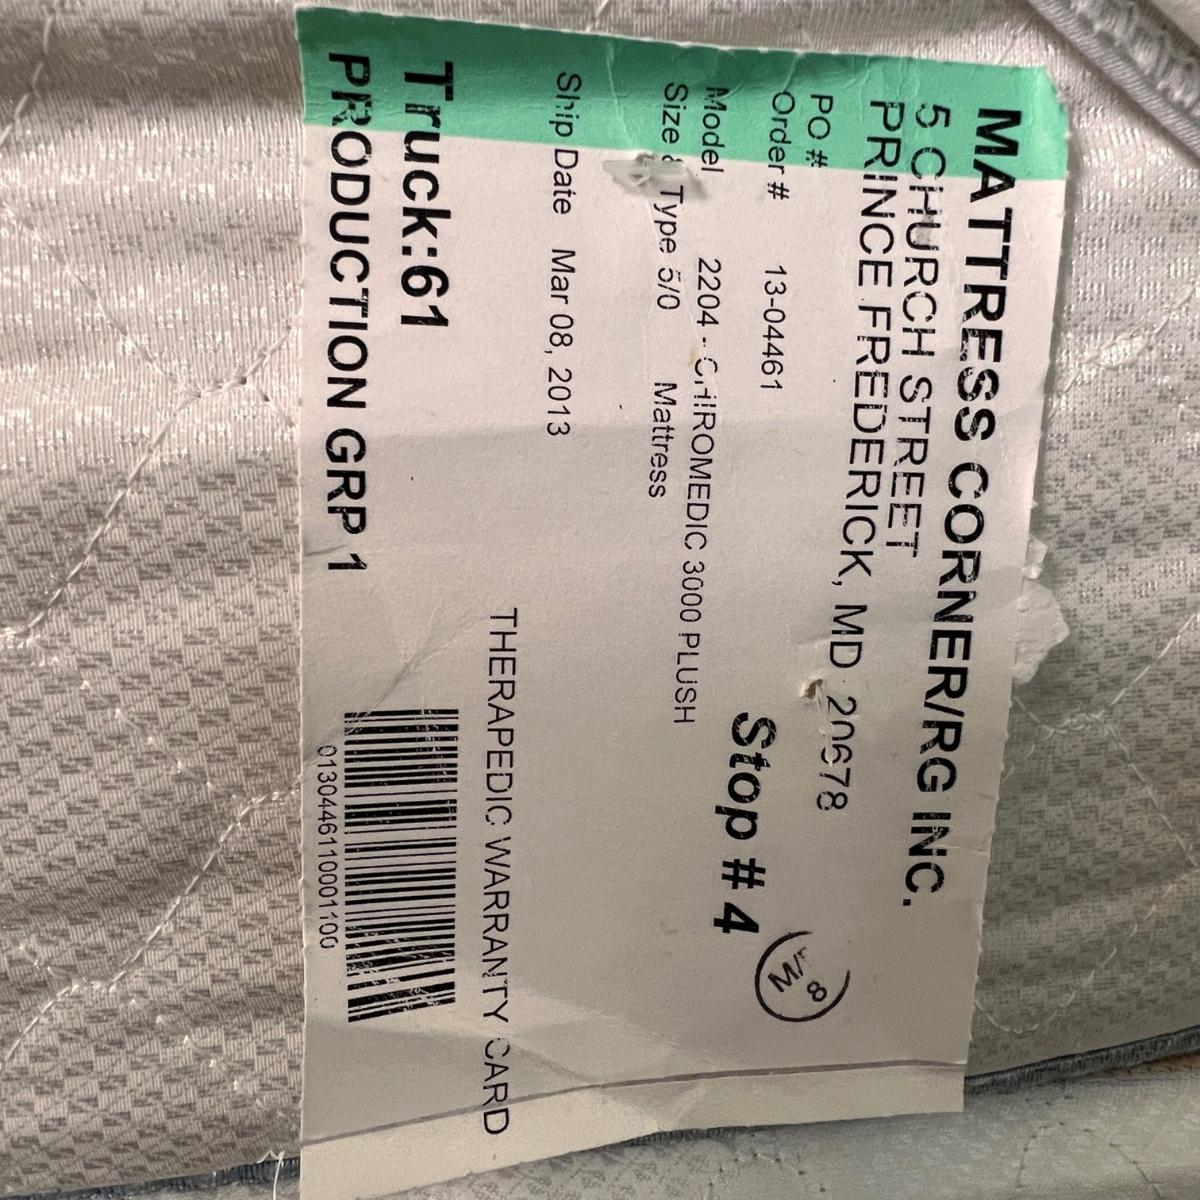 MATTRESS CORNER/RG INC.
5 CHURCH STREET
PRINCE FREDERICK, MD 20678
PO #
Order # 13-04461
Stop # 4
Model 2204 - CHIROMEDIC 3000 PLUSH
Size & Type 5/0 Mattress
Ship Date Mar 08, 2013
THERAPEDIC WARRANTY CARD
Truck:61
PRODUCTION GRP 1
0130446110001100
8